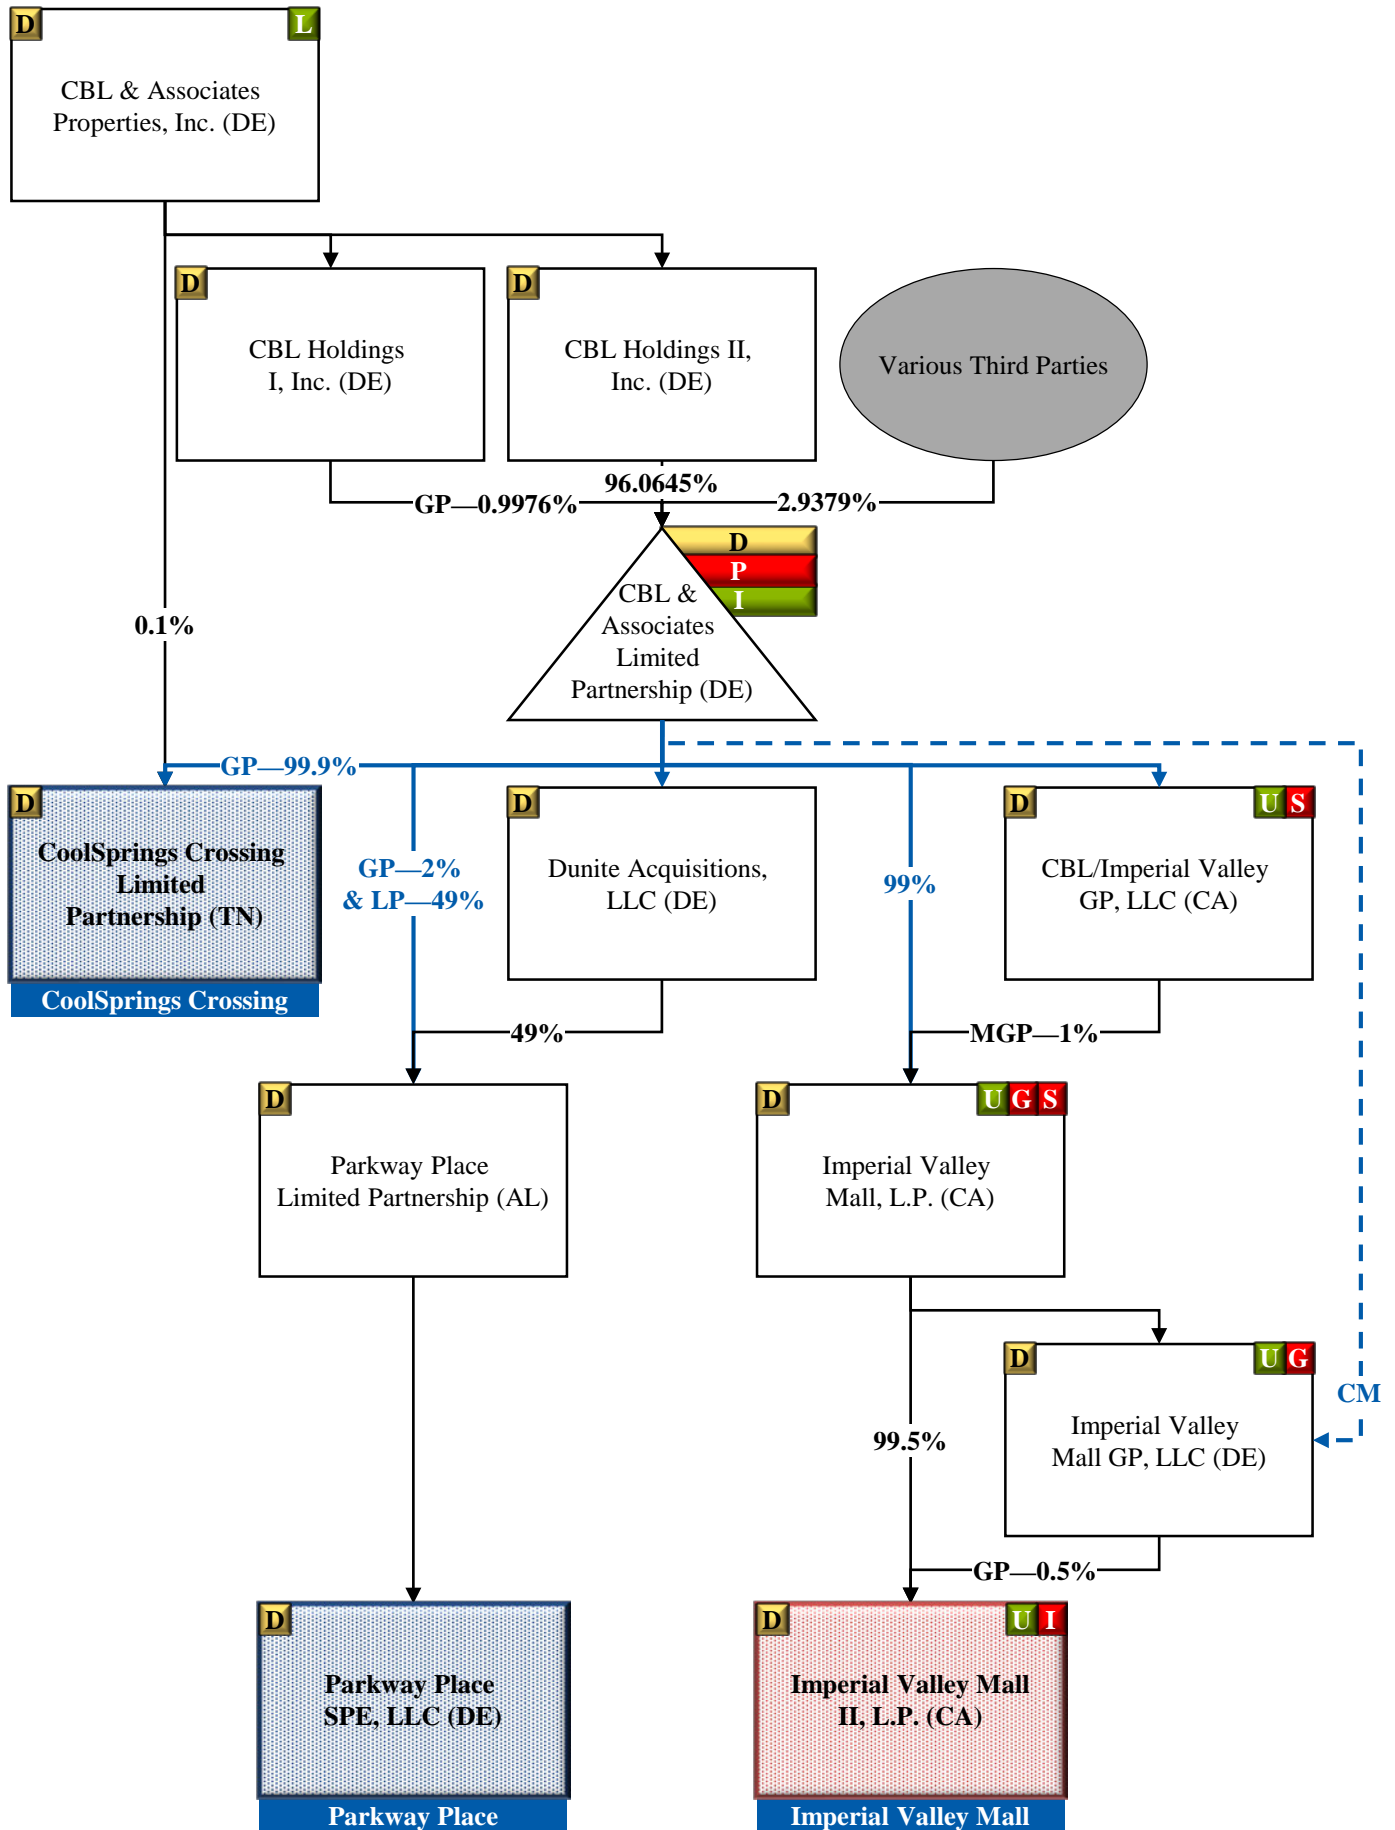 D
L
CBL & Associates
Properties, Inc. (DE)
D
CBL Holdings
I, Inc. (DE)
D
CBL Holdings II,
Inc. (DE)
Various Third Parties
GP—0.9976%
96.0645%
2.9379%
D
P
I
CBL &
Associates
Limited
Partnership (DE)
0.1%
GP—99.9%
D
CoolSprings Crossing
Limited
Partnership (TN)
CoolSprings Crossing
GP—2%
& LP—49%
D
Dunite Acquisitions,
LLC (DE)
99%
D
U S
CBL/Imperial Valley
GP, LLC (CA)
49%
MGP—1%
D
Parkway Place
Limited Partnership (AL)
D
U G S
Imperial Valley
Mall, L.P. (CA)
D
U G
Imperial Valley
Mall GP, LLC (DE)
CM
99.5%
GP—0.5%
D
Parkway Place
SPE, LLC (DE)
Parkway Place
D
U I
Imperial Valley Mall
II, L.P. (CA)
Imperial Valley Mall